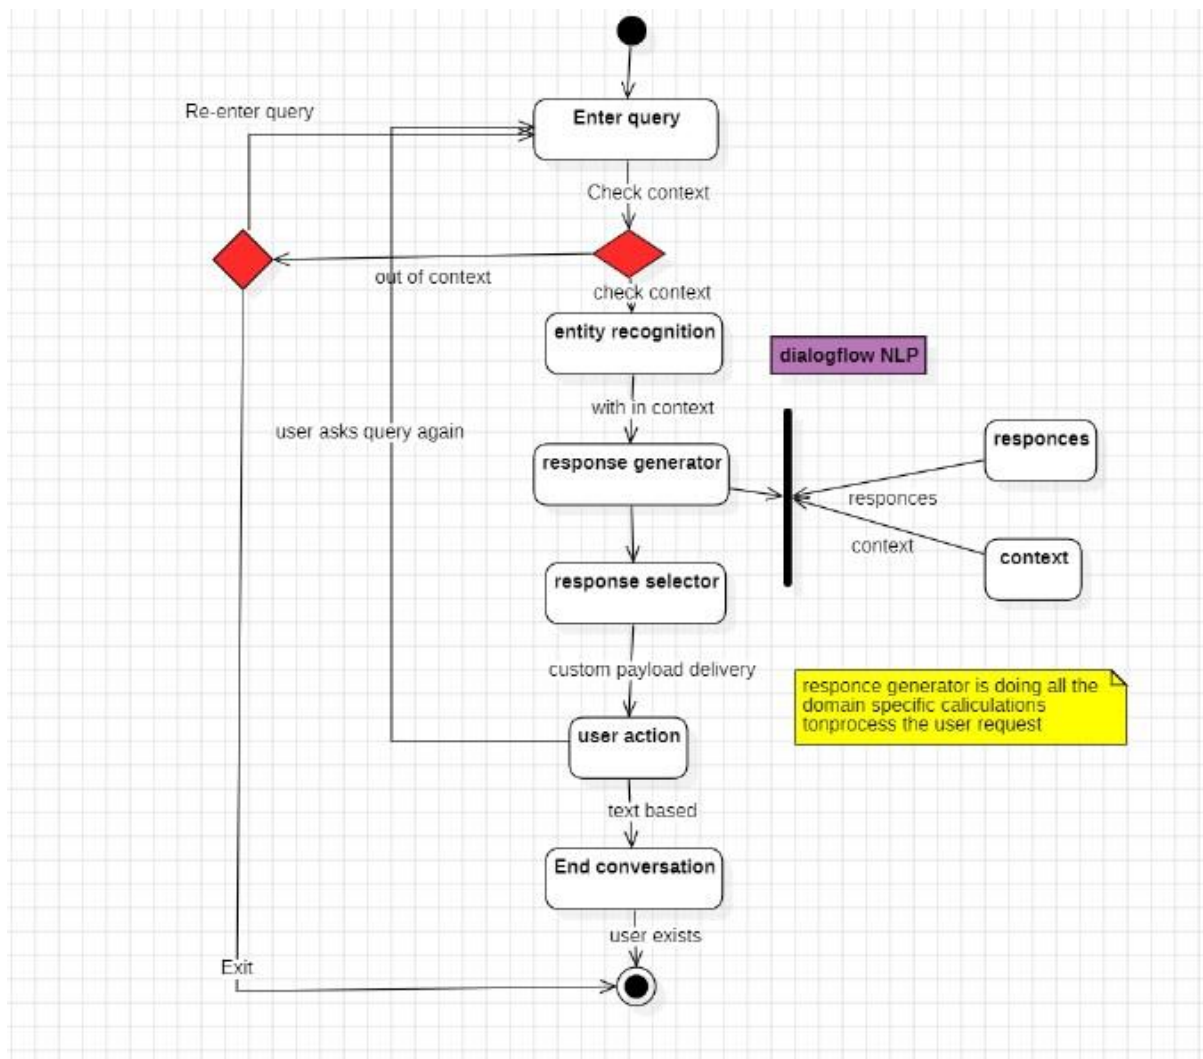 Re-enter query
Enter query
Check context
out of context
check context
entity recognition
dialogflow NLP
with in context
user asks query again
responces
response generator
responces
context
context
response selector
custom payload delivery
responce generator is doing all the
domain specific caliculations
tonprocess the user request
user action
text based
End conversation
user exists
Exit